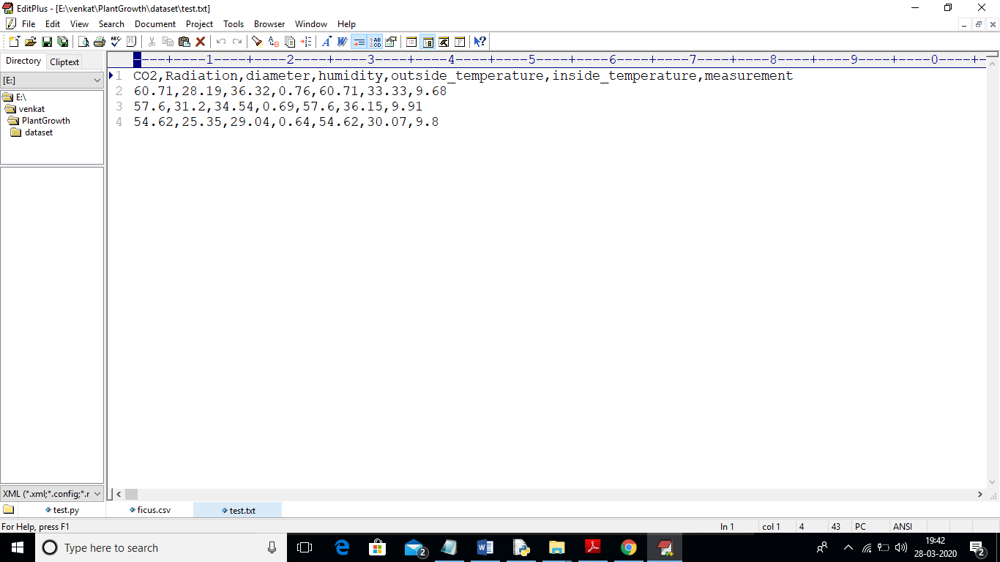 EditPlus - [E:\venkat\PlantGrowth\dataset\test.txt]
File Edit View Search Document Project Tools Browser Window Help
Directory Cliptext
----+----1----+----2----+----3----+----4----+----5----+----6----+----7----+----8----+----9----+----0----+-
[E:]
1 CO2,Radiation,diameter,humidity,outside_temperature,inside_temperature,measurement
2 60.71,28.19,36.32,0.76,60.71,33.33,9.68
3 57.6,31.2,34.54,0.69,57.6,36.15,9.91
4 54.62,25.35,29.04,0.64,54.62,30.07,9.8
E:\
venkat
PlantGrowth
dataset
XML (*.xml;*.config;*.r
test.py ficus.csv test.txt
For Help, press F1 ln 1 col 1 4 43 PC ANSI
Type here to search
2
19:42
28-03-2020
2